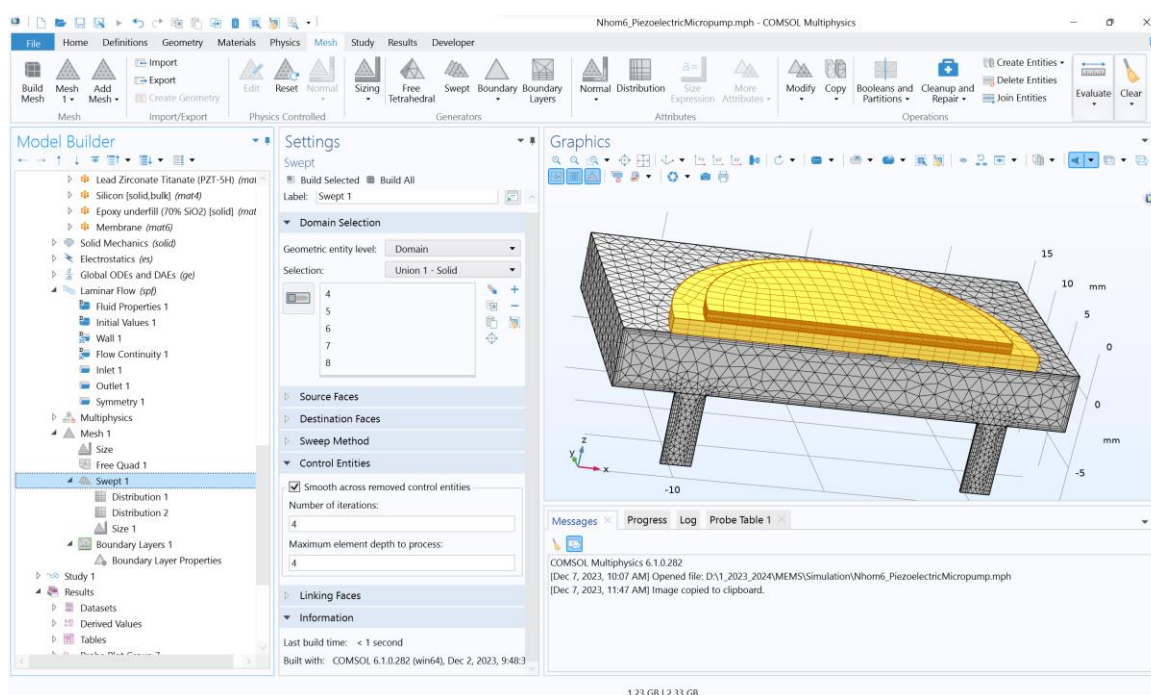 Nhom6_PiezoelectricMicropump.mph - COMSOL Multiphysics
File Home Definitions Geometry Materials Physics Mesh Study Results Developer
Build Mesh
Mesh 1
Add Mesh
Mesh
Import
Export
Create Geometry
Import/Export
Edit
Reset
Normal
Physics Controlled
Sizing
Free Tetrahedral
Swept
Boundary
Boundary Layers
Generators
Normal
Distribution
Size Expression
More Attributes
Attributes
Modify
Copy
Booleans and Partitions
Cleanup and Repair
Create Entities
Delete Entities
Join Entities
Operations
Evaluate
Clear
Model Builder
Lead Zirconate Titanate (PZT-5H) (mat
Silicon [solid,bulk] (mat4)
Epoxy underfill (70% SiO2) [solid] (mat
Membrane (mat6)
Solid Mechanics (solid)
Electrostatics (es)
Global ODEs and DAEs (ge)
Laminar Flow (spf)
Fluid Properties 1
Initial Values 1
Wall 1
Flow Continuity 1
Inlet 1
Outlet 1
Symmetry 1
Multiphysics
Mesh 1
Size
Free Quad 1
Swept 1
Distribution 1
Distribution 2
Size 1
Boundary Layers 1
Boundary Layer Properties
Study 1
Results
Datasets
Derived Values
Tables
Settings
Swept
Build Selected Build All
Label: Swept 1
Domain Selection
Geometric entity level: Domain
Selection: Union 1 - Solid
4
5
6
7
8
Source Faces
Destination Faces
Sweep Method
Control Entities
Smooth across removed control entities
Number of iterations:
4
Maximum element depth to process:
4
Linking Faces
Information
Last build time: < 1 second
Built with: COMSOL 6.1.0.282 (win64), Dec 2, 2023, 9:48:3
Graphics
15
10
mm
5
0
0
mm
-5
-10
z
y
x
Messages Progress Log Probe Table 1
COMSOL Multiphysics 6.1.0.282
[Dec 7, 2023, 10:07 AM] Opened file: D:\1_2023_2024\MEMS\Simulation\Nhom6_PiezoelectricMicropump.mph
[Dec 7, 2023, 11:47 AM] Image copied to clipboard.
1.23 GB | 2.33 GB